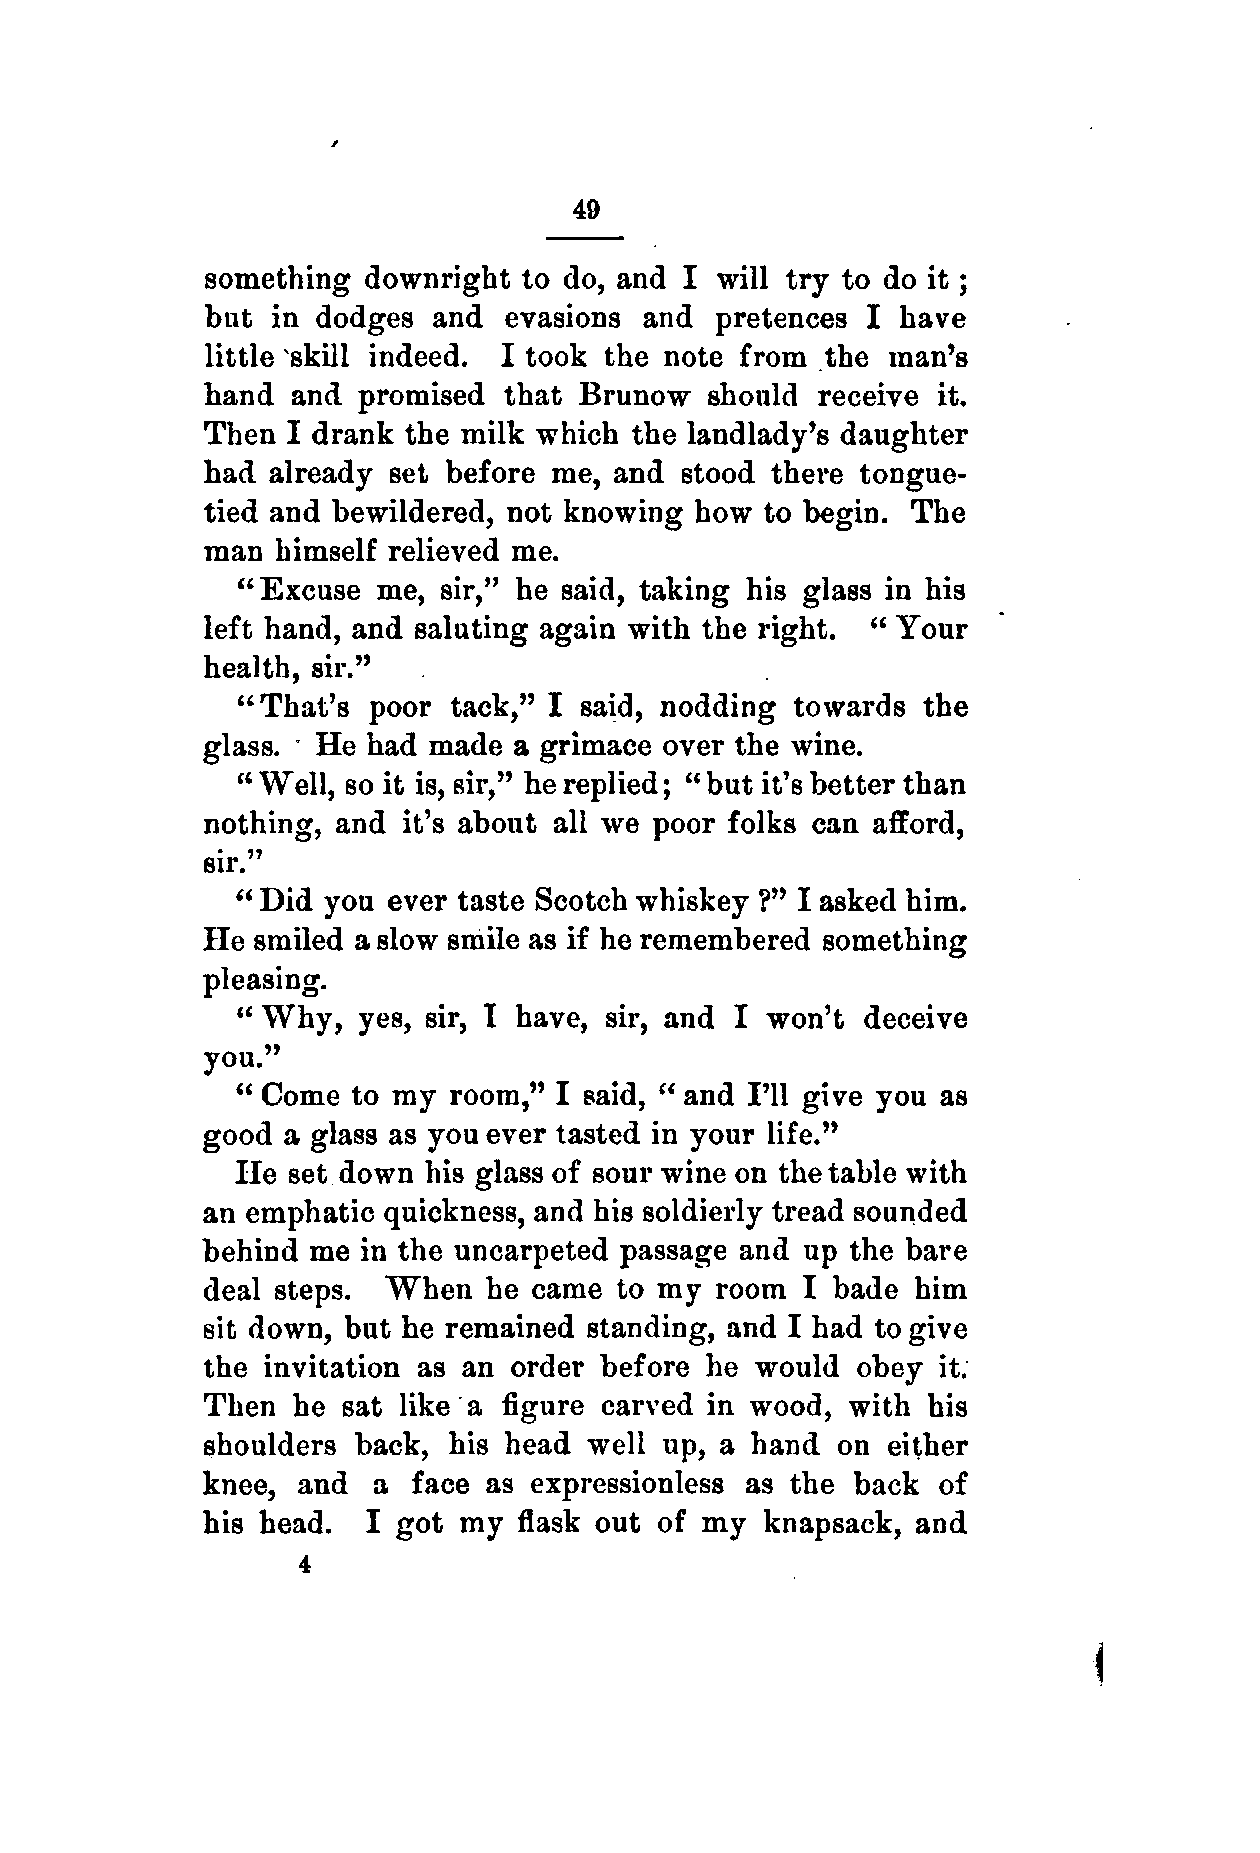 49
something downright to do, and I will try to do it ;
but in dodges and evasions and pretences I have
little skill indeed. I took the note from the man's
hand and promised that Brunow should receive it.
Then I drank the milk which the landlady's daughter
had already set before me, and stood there tongue-
tied and bewildered, not knowing how to begin. The
man himself relieved me.
"Excuse me, sir," he said, taking his glass in his
left hand, and saluting again with the right. "Your
health, sir."
"That's poor tack," I said, nodding towards the
glass. He had made a grimace over the wine.
"Well, so it is, sir," he replied; "but it's better than
nothing, and it's about all we poor folks can afford,
sir."
"Did you ever taste Scotch whiskey ?" I asked him.
He smiled a slow smile as if he remembered something
pleasing.
"Why, yes, sir, I have, sir, and I won't deceive
you."
"Come to my room," I said, "and I'll give you as
good a glass as you ever tasted in your life."
He set down his glass of sour wine on the table with
an emphatic quickness, and his soldierly tread sounded
behind me in the uncarpeted passage and up the bare
deal steps. When he came to my room I bade him
sit down, but he remained standing, and I had to give
the invitation as an order before he would obey it.
Then he sat like a figure carved in wood, with his
shoulders back, his head well up, a hand on either
knee, and a face as expressionless as the back of
his head. I got my flask out of my knapsack, and
4